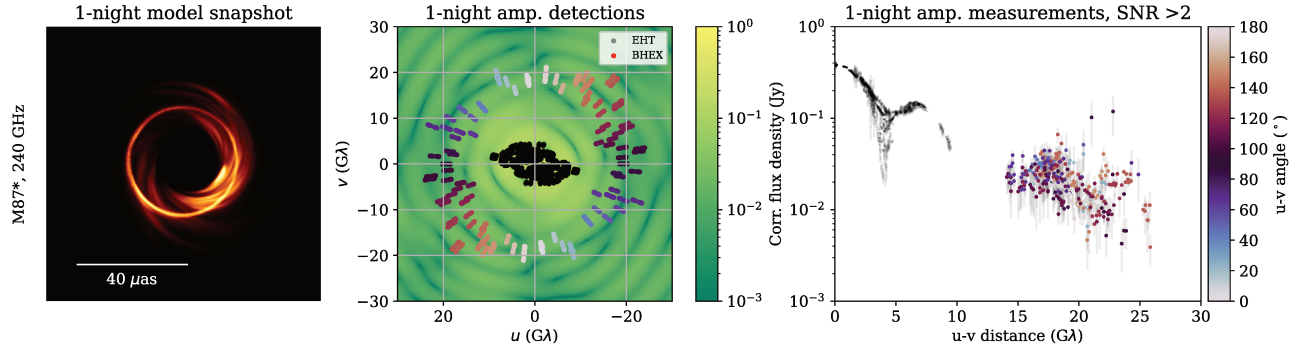 1-night model snapshot
M87*, 240 GHz
40 μas
1-night amp. detections
EHT
BHEX
30
20
10
0
−10
−20
−30
v (Gλ)
20
0
−20
u (Gλ)
10⁰
10⁻¹
10⁻²
10⁻³
1-night amp. measurements, SNR >2
Corr. flux density (Jy)
10⁰
10⁻¹
10⁻²
10⁻³
0
5
10
15
20
25
30
u-v distance (Gλ)
180
160
140
120
100
80
60
40
20
0
u-v angle (°)